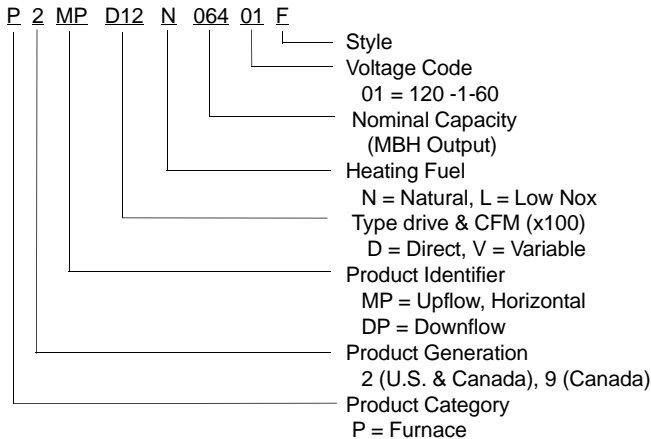 P 2 MP D12 N 064 01 F
Style
Voltage Code
01 = 120 -1-60
Nominal Capacity
(MBH Output)
Heating Fuel
N = Natural, L = Low Nox
Type drive & CFM (x100)
D = Direct, V = Variable
Product Identifier
MP = Upflow, Horizontal
DP = Downflow
Product Generation
2 (U.S. & Canada), 9 (Canada)
Product Category
P = Furnace